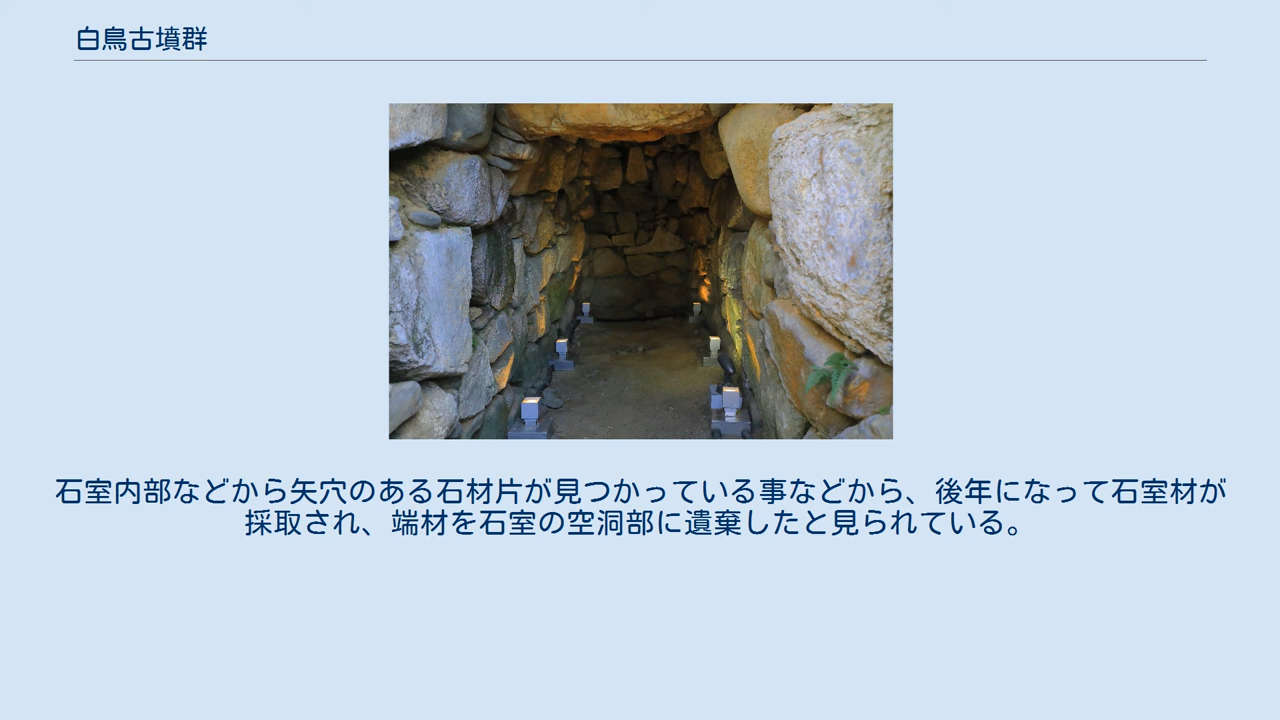 白鳥古墳群
石室内部などから矢穴のある石材片が見つかっている事などから、後年になって石室材が
採取され、端材を石室の空洞部に遺棄したと見られている。